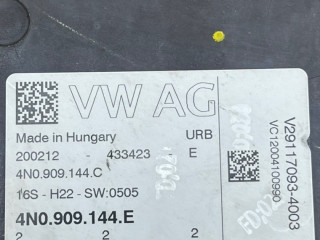 VW AG
Made in Hungary URB
200212 - 433423 E
4N0.909.144.C
16S - H22 - SW:0505
4N0.909.144.E
2 2 2
V29117093-4003
VC12004100990